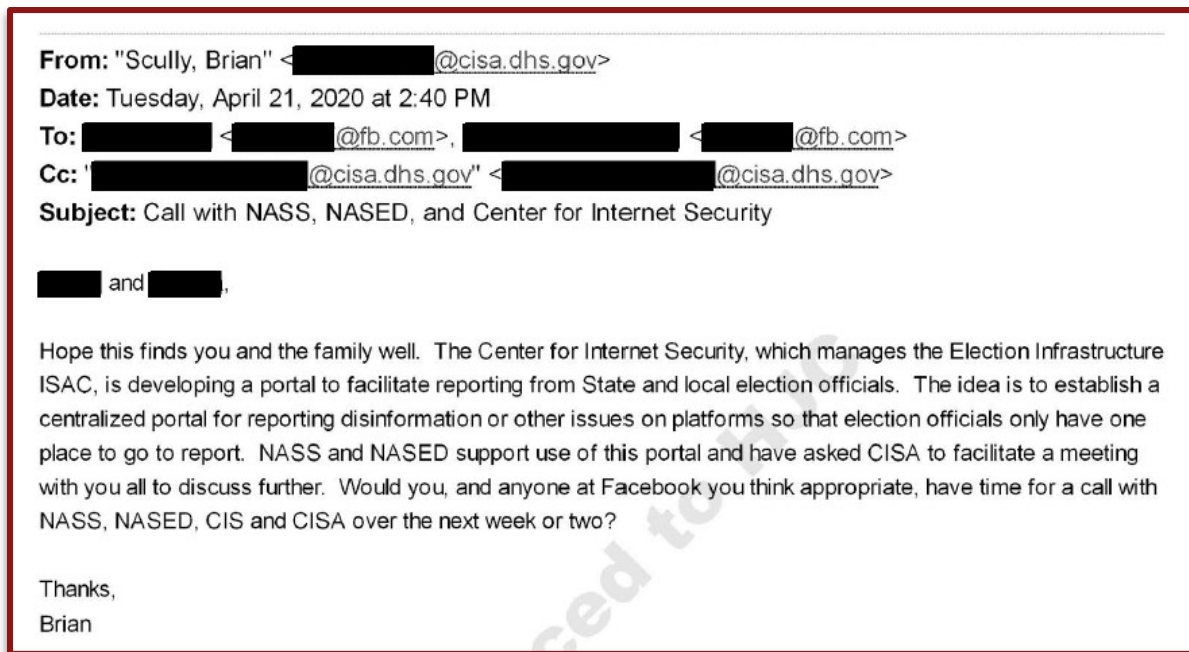 From: "Scully, Brian" < @cisa.dhs.gov>
Date: Tuesday, April 21, 2020 at 2:40 PM
To: < @fb.com>, < @fb.com>
Cc: " @cisa.dhs.gov" < @cisa.dhs.gov>
Subject: Call with NASS, NASED, and Center for Internet Security
and ,
Hope this finds you and the family well. The Center for Internet Security, which manages the Election Infrastructure
ISAC, is developing a portal to facilitate reporting from State and local election officials. The idea is to establish a
centralized portal for reporting disinformation or other issues on platforms so that election officials only have one
place to go to report. NASS and NASED support use of this portal and have asked CISA to facilitate a meeting
with you all to discuss further. Would you, and anyone at Facebook you think appropriate, have time for a call with
NASS, NASED, CIS and CISA over the next week or two?
Thanks,
Brian
ced to HJC